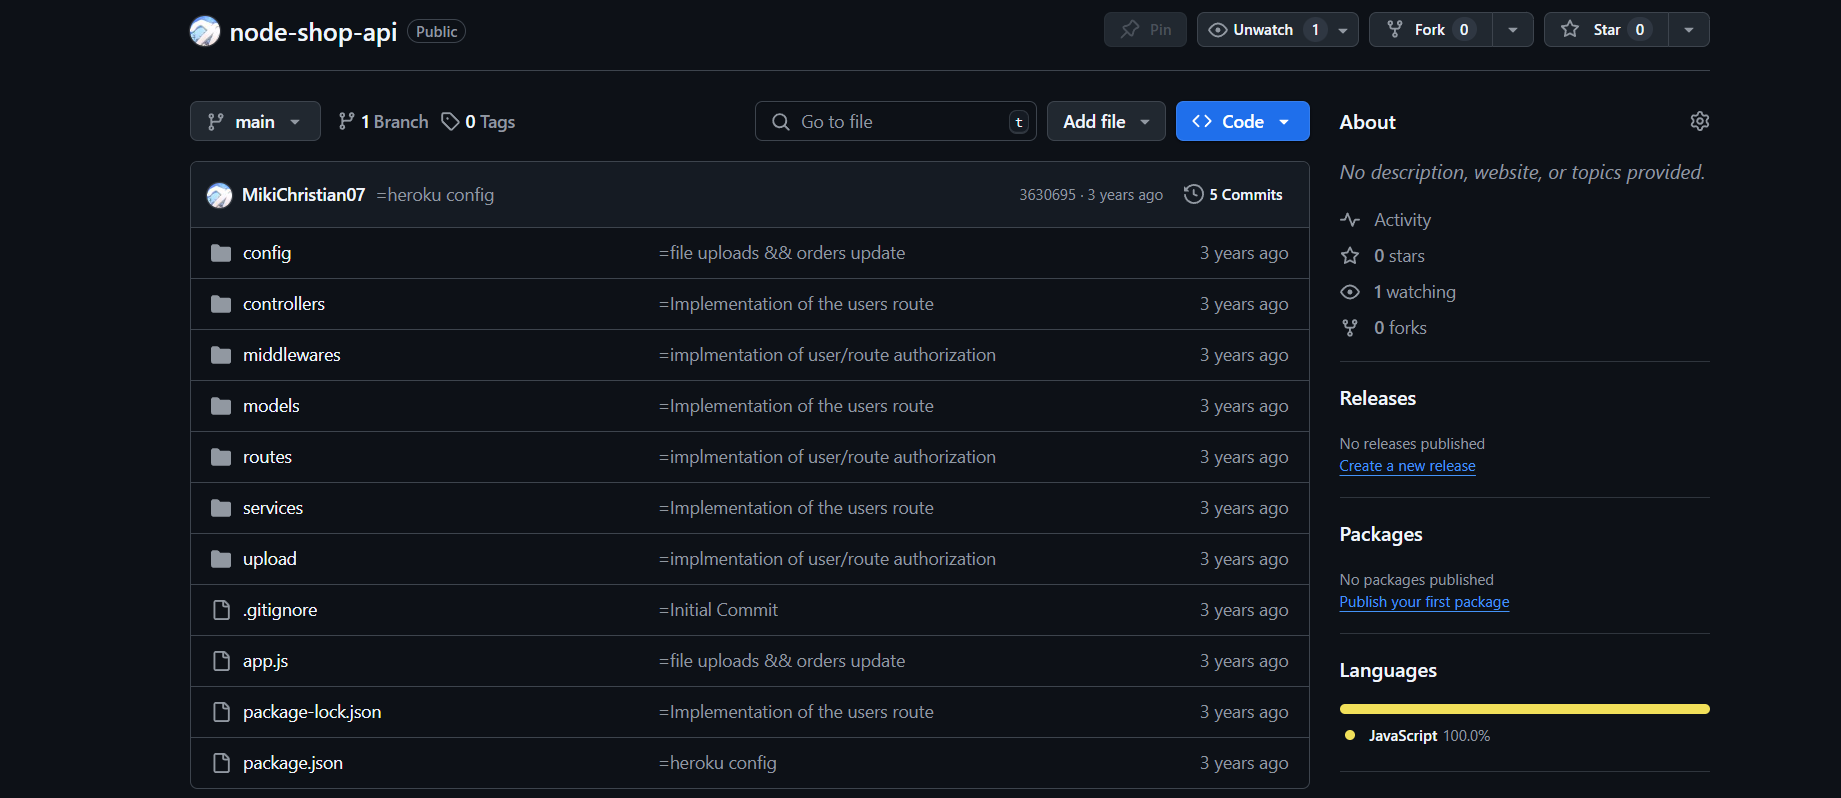 node-shop-api Public Pin Unwatch 1 Fork 0 Star 0
main 1 Branch 0 Tags Go to file t Add file Code
MikiChristian07 =heroku config 3630695 · 3 years ago 5 Commits
config =file uploads && orders update 3 years ago
controllers =Implementation of the users route 3 years ago
middlewares =implmentation of user/route authorization 3 years ago
models =Implementation of the users route 3 years ago
routes =implmentation of user/route authorization 3 years ago
services =Implementation of the users route 3 years ago
upload =implmentation of user/route authorization 3 years ago
.gitignore =Initial Commit 3 years ago
app.js =file uploads && orders update 3 years ago
package-lock.json =Implementation of the users route 3 years ago
package.json =heroku config 3 years ago
About
No description, website, or topics provided.
Activity
0 stars
1 watching
0 forks
Releases
No releases published
Create a new release
Packages
No packages published
Publish your first package
Languages
JavaScript 100.0%